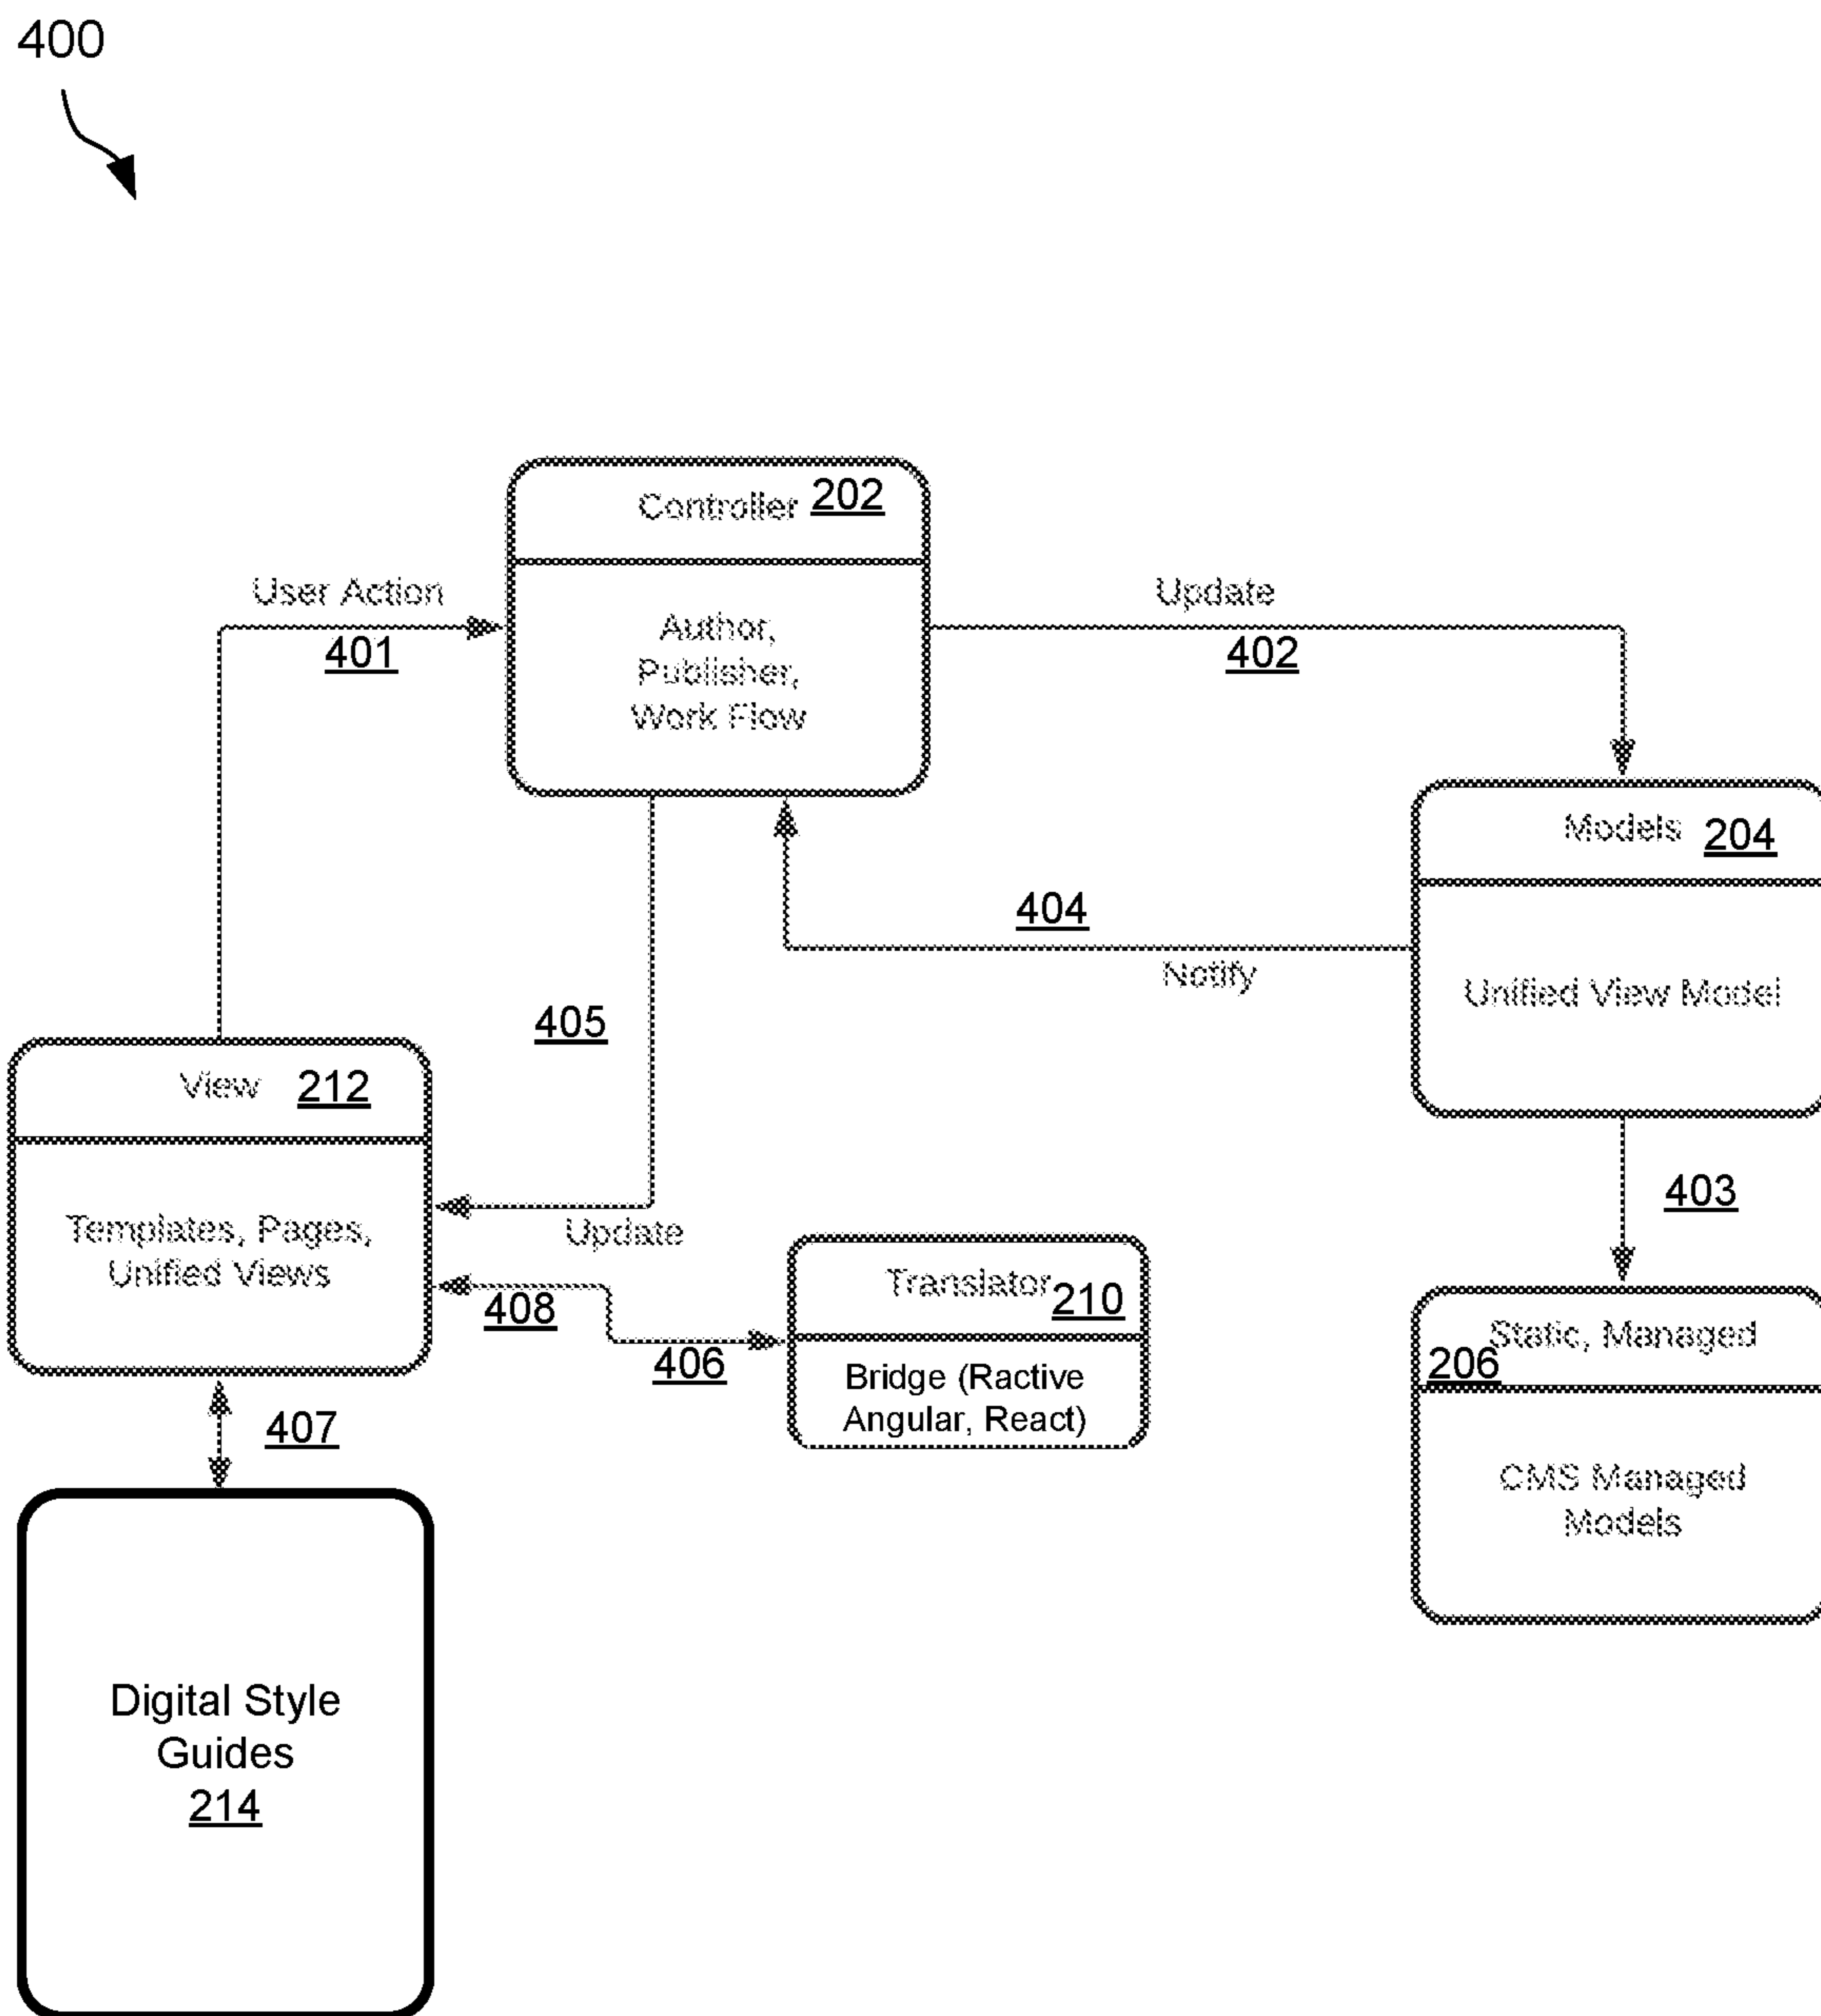 400
Controller 202
User Action
401
Author,
Publisher,
Work Flow
Update
402
Models 204
404
Notify
Unified View Model
405
View 212
403
Templates, Pages,
Unified Views
Update
Translator 210
408
406
Bridge (Ractive
Angular, React)
Static, Managed
206
407
CMS Managed
Models
Digital Style
Guides
214